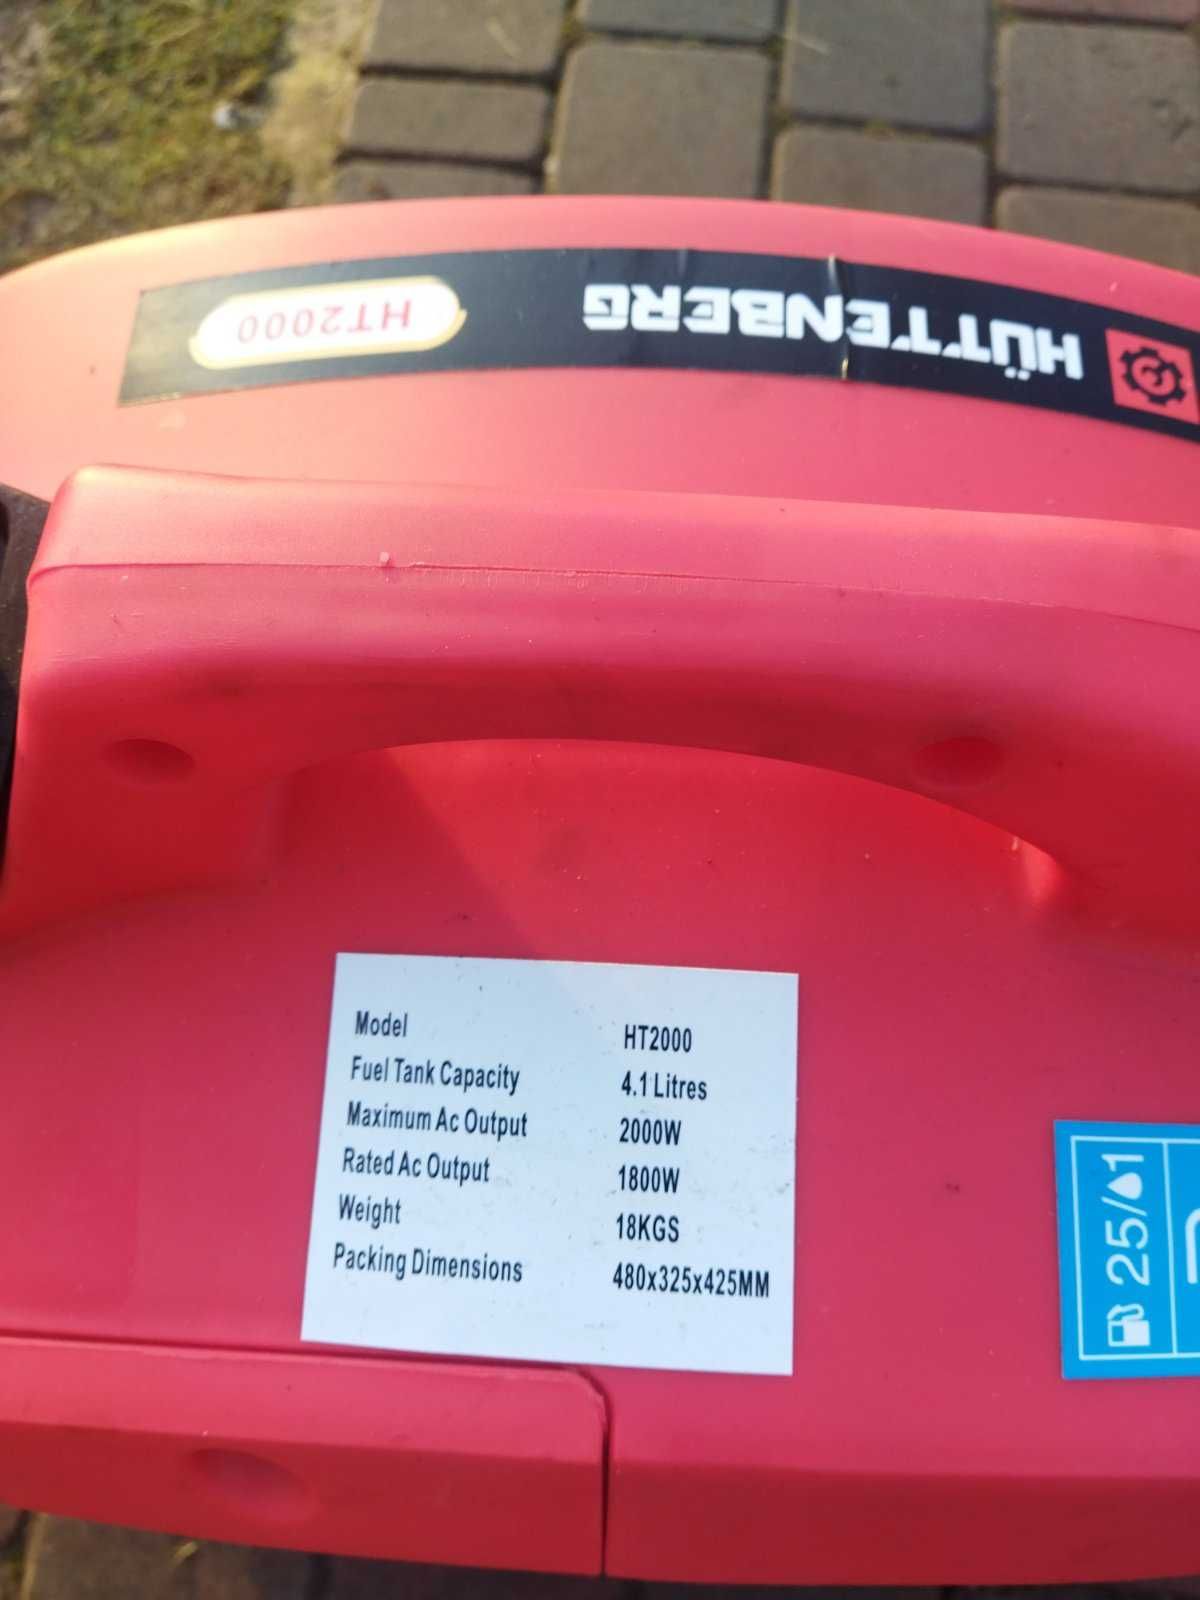 HT2000
HÜTTENBERG
Model HT2000
Fuel Tank Capacity 4.1 Litres
Maximum Ac Output 2000W
Rated Ac Output 1800W
Weight 18KGS
Packing Dimensions 480x325x425MM
25/1